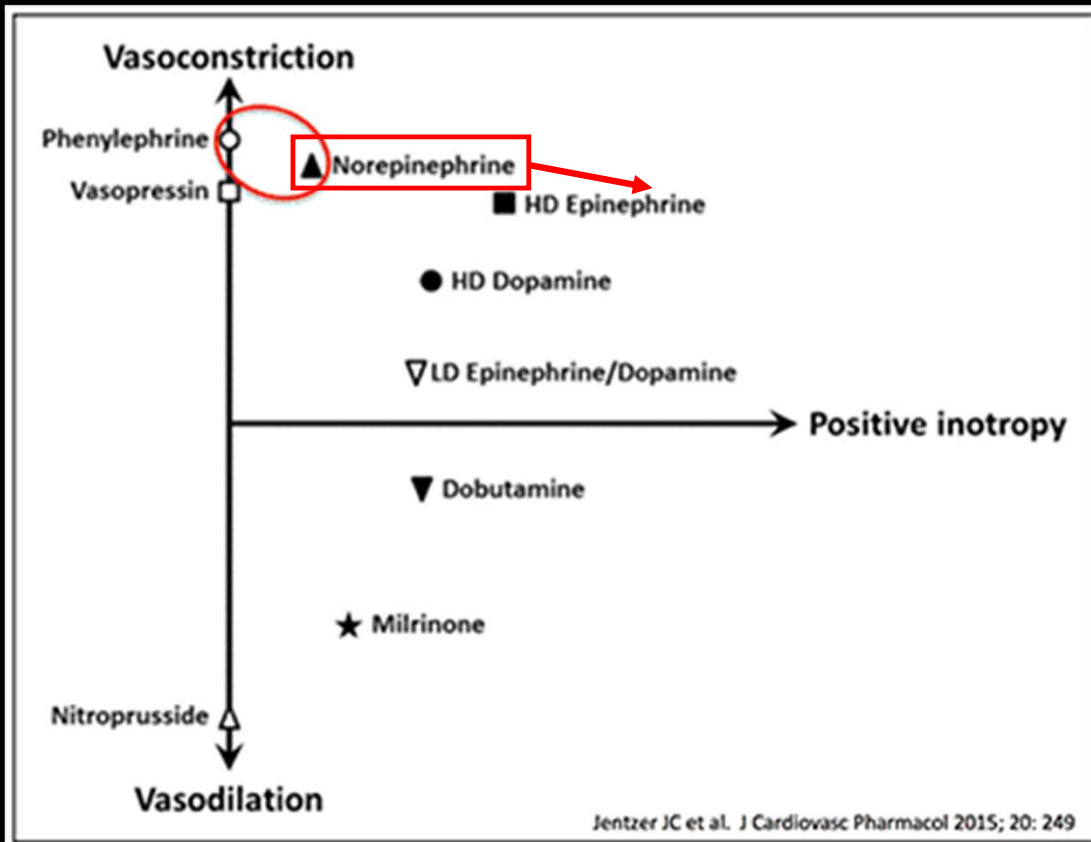 Vasoconstriction
Phenylephrine
Norepinephrine
Vasopressin
HD Epinephrine
HD Dopamine
LD Epinephrine/Dopamine
Positive inotropy
Dobutamine
Milrinone
Nitroprusside
Vasodilation
Jentzer JC et al. J Cardiovasc Pharmacol 2015; 20: 249